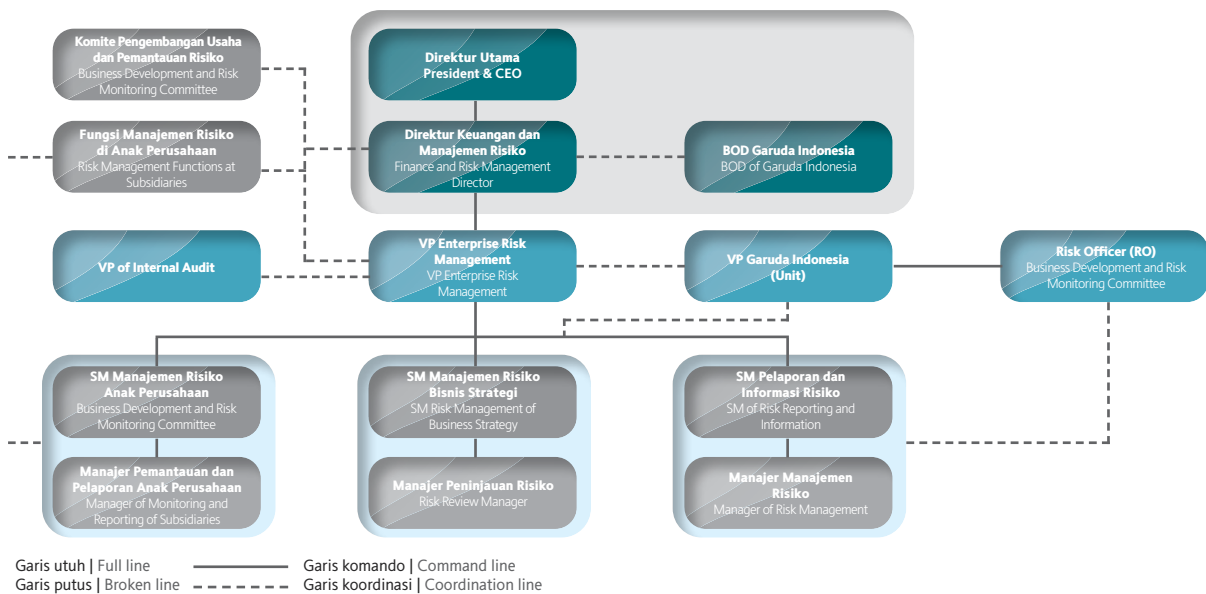 Komite Pengembangan Usaha
dan Pemantauan Risiko
Business Development and Risk
Monitoring Committee
Direktur Utama
President & CEO
Fungsi Manajemen Risiko
di Anak Perusahaan
Risk Management Functions at
Subsidiaries
Direktur Keuangan dan
Manajemen Risiko
Finance and Risk Management
Director
BOD Garuda Indonesia
BOD of Garuda Indonesia
VP of Internal Audit
VP Enterprise Risk
Management
VP Enterprise Risk
Management
VP Garuda Indonesia
(Unit)
Risk Officer (RO)
Business Development and Risk
Monitoring Committee
SM Manajemen Risiko
Anak Perusahaan
Business Development and Risk
Monitoring Committee
SM Manajemen Risiko
Bisnis Strategi
SM Risk Management of
Business Strategy
SM Pelaporan dan
Informasi Risiko
SM of Risk Reporting and
Information
Manajer Pemantauan dan
Pelaporan Anak Perusahaan
Manager of Monitoring and
Reporting of Subsidiaries
Manajer Peninjauan Risiko
Risk Review Manager
Manajer Manajemen
Risiko
Manager of Risk Management
Garis utuh | Full line
Garis komando | Command line
Garis putus | Broken line
Garis koordinasi | Coordination line